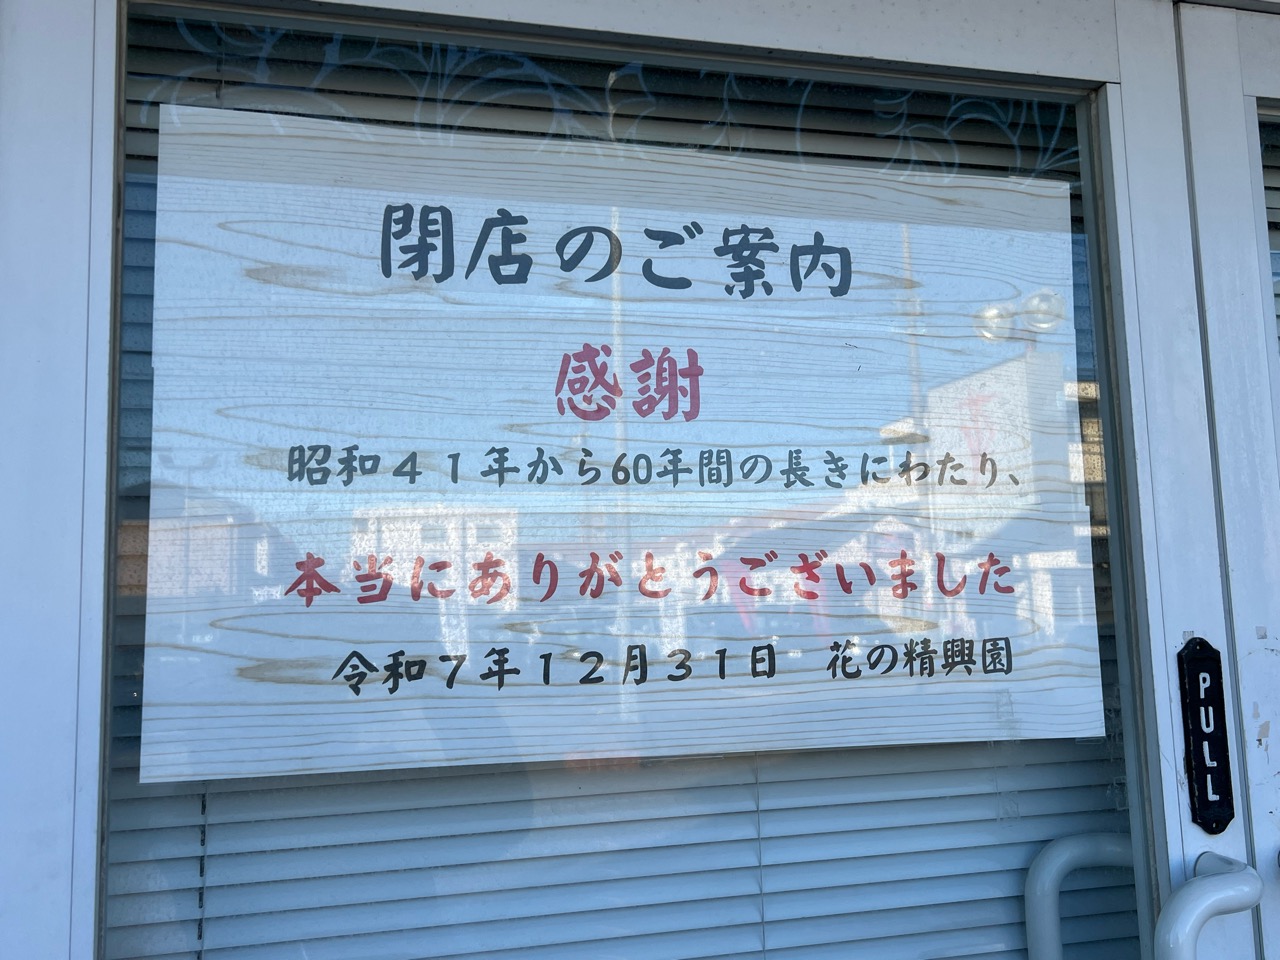 閉店のご案内
感謝
昭和４１年から60年間の長きにわたり、
本当にありがとうございました
令和７年１２月３１日　花の精興園
PULL